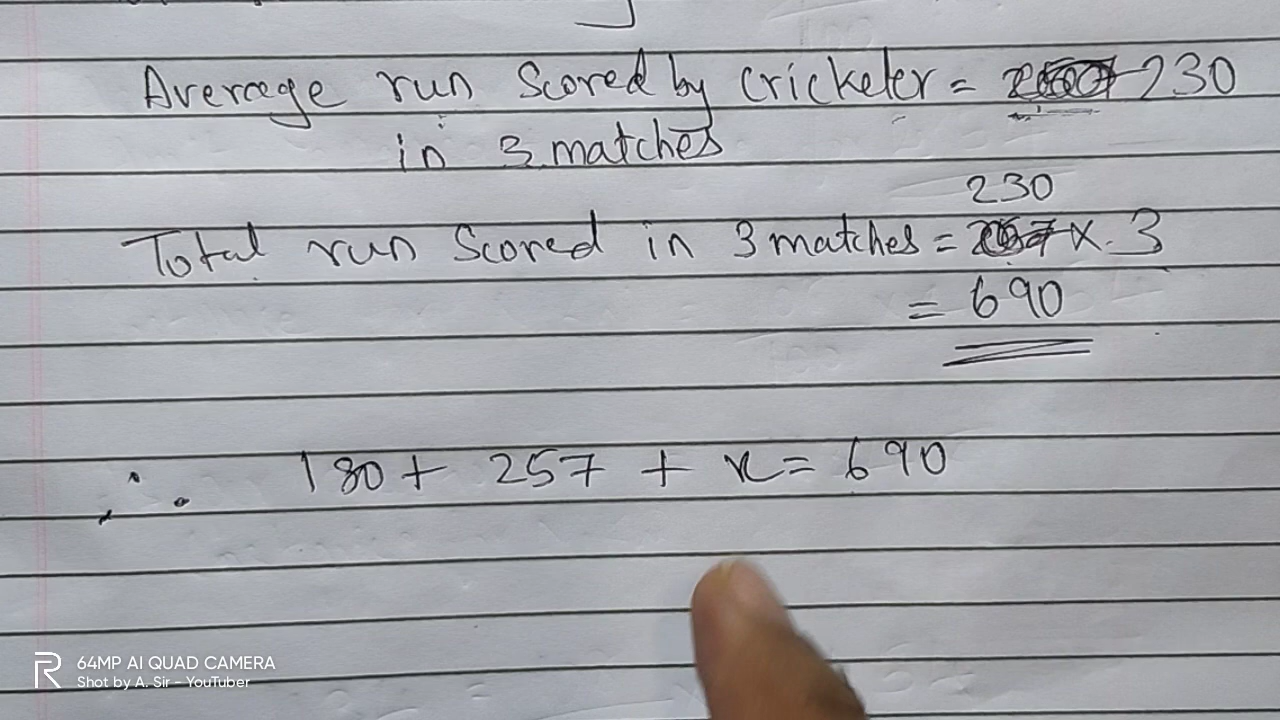 Average run Scored by cricketer = 230
in 3 matches
230
Total run Scored in 3 matches = x 3
= 690
∴ 180 + 257 + x = 690
64MP AI QUAD CAMERA
Shot by A. Sir - YouTuber